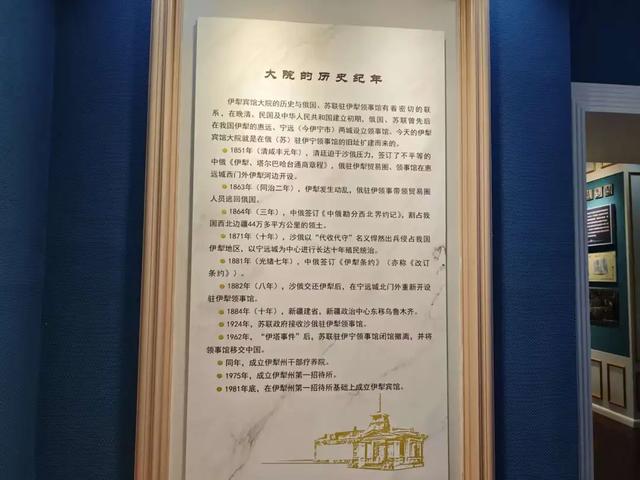 大院的历史纪年
伊犁宾馆大院的历史与俄国、苏联驻伊犁领事馆有着密切的联
系，在晚清、民国及中华人民共和国建立初期，俄国、苏联曾先后
在我国伊犁的惠远、宁远（今伊宁市）两城设立领事馆。今天的伊犁
宾馆大院就是在俄（苏）驻伊宁领事馆的旧址扩建而来的。
1851年（清咸丰元年），清廷迫于沙俄压力，签订了不平等的
中俄《伊犁、塔尔巴哈台通商章程》，俄驻伊犁贸易圈、领事馆在惠
远城西门外伊犁河边开设。
1863年（同治二年），伊犁发生动乱，俄驻伊领事带领贸易圈
人员逃回俄国。
1864年（三年），中俄签订《中俄勘分西北界约记》，割占我
国西北边疆44万多平方公里的领土。
1871年（十年），沙俄以“代收代守”名义悍然出兵侵占我国
伊犁地区，以宁远城为中心进行长达十年殖民统治。
1881年（光绪七年），中俄签订《伊犁条约》（亦称《改订
条约》）。
1882年（八年），沙俄交还伊犁后，在宁远城北门外重新开设
驻伊犁领事馆。
1884年（十年），新疆建省，新疆政治中心东移乌鲁木齐。
1924年，苏联政府接收沙俄驻伊犁领事馆。
1962年，“伊塔事件”后，苏联驻伊宁领事馆闭馆撤离，并将
领事馆移交中国。
同年，成立伊犁州干部疗养院。
1975年，成立伊犁州第一招待所。
1981年底，在伊犁州第一招待所基础上成立伊犁宾馆。